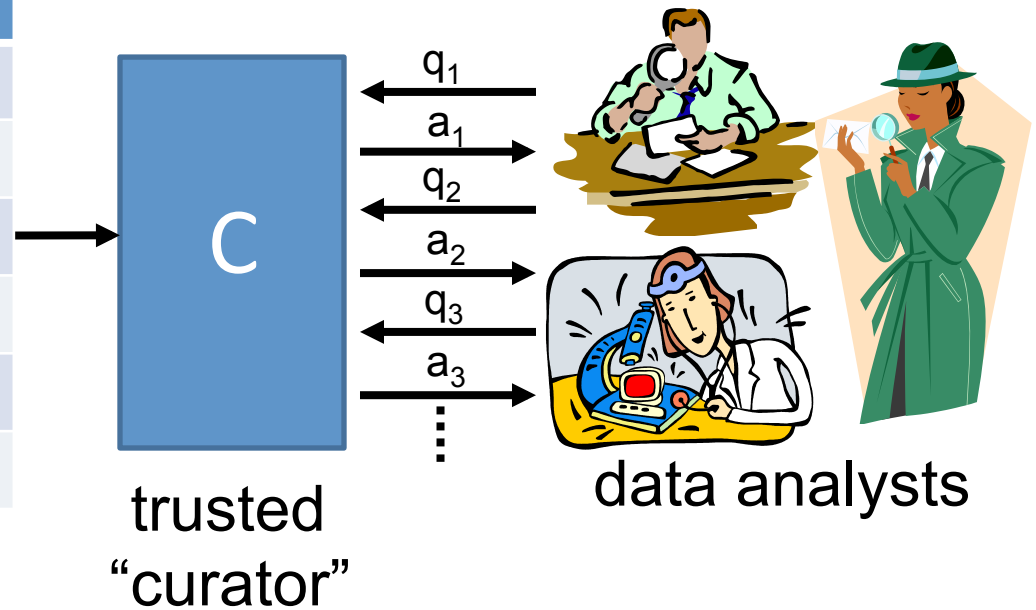 C
q₁
a₁
q₂
a₂
q₃
a₃
trusted
“curator”
data analysts